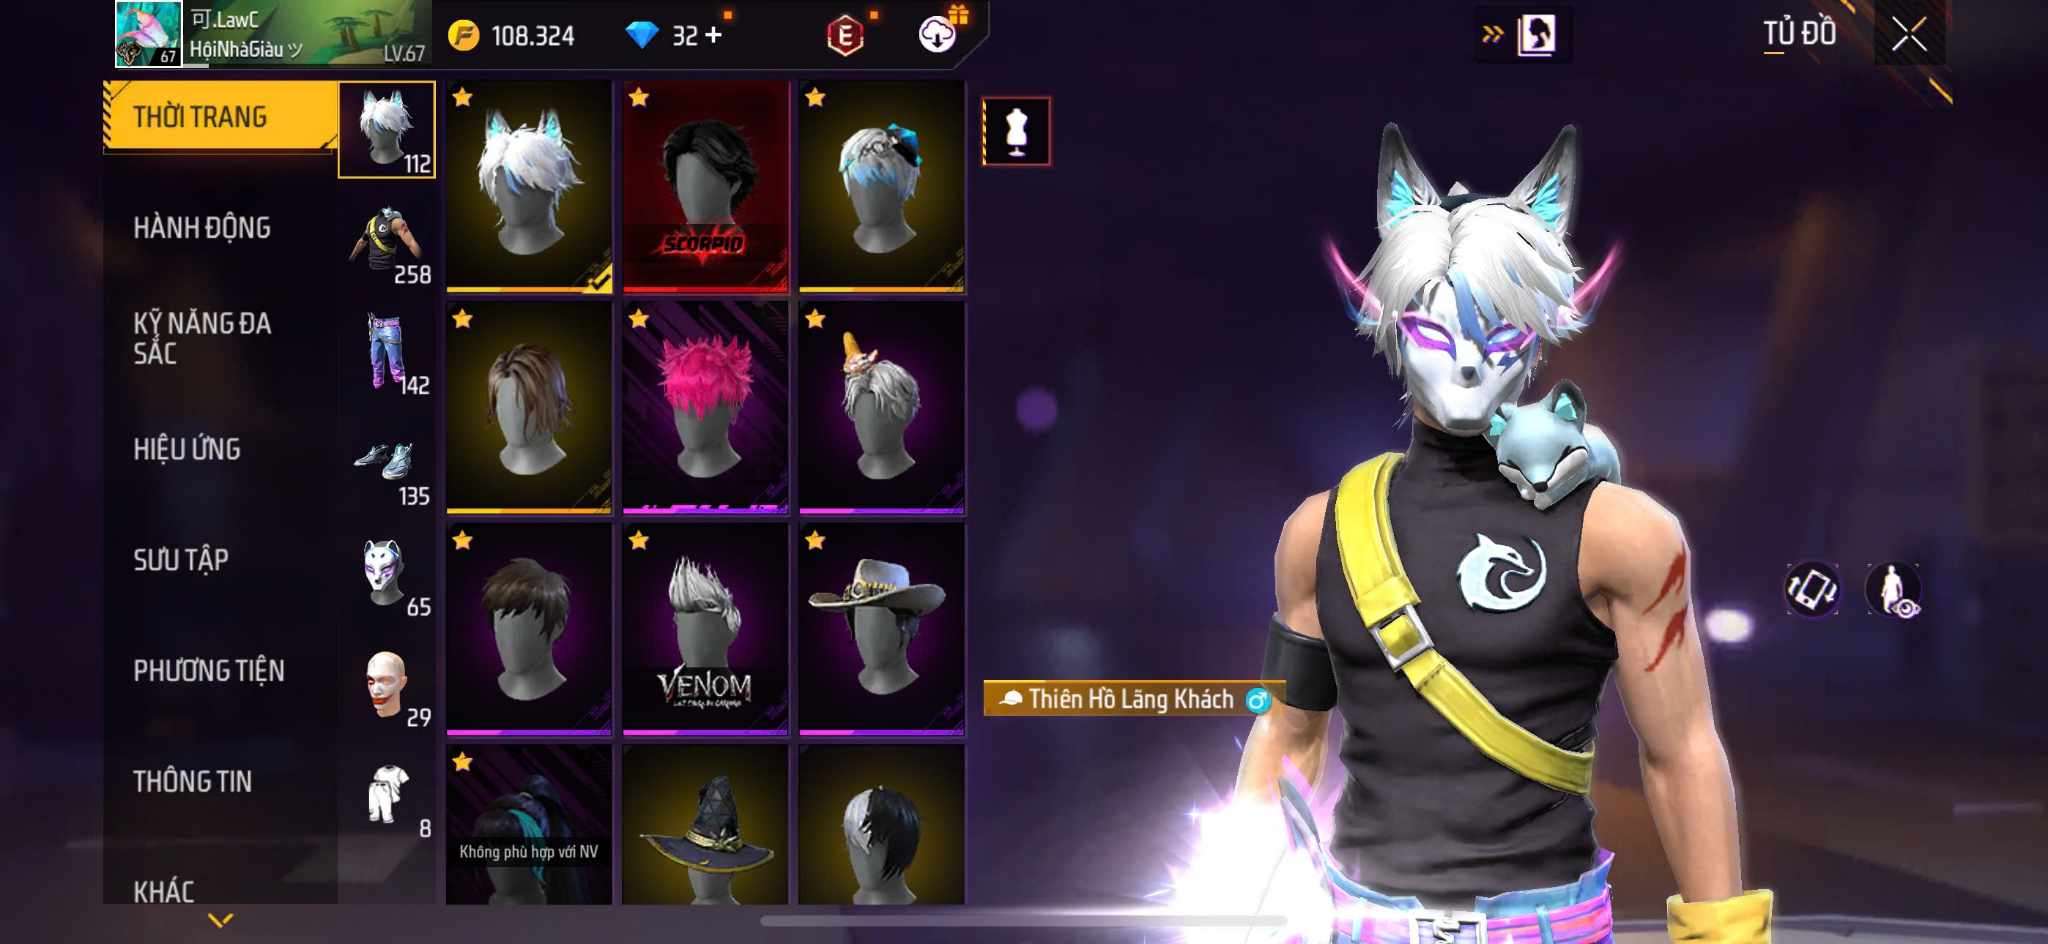 可.LawC
HộiNhàGiàu ツ
67
LV.67
108.324
32 +
E
TỦ ĐỒ
THỜI TRANG
112
HÀNH ĐỘNG
258
KỸ NĂNG ĐA
SẮC
142
HIỆU ỨNG
135
SƯU TẬP
65
PHƯƠNG TIỆN
29
THÔNG TIN
8
KHÁC
SCORPIO
VENOM
Không phù hợp với NV
Thiên Hồ Lãng Khách